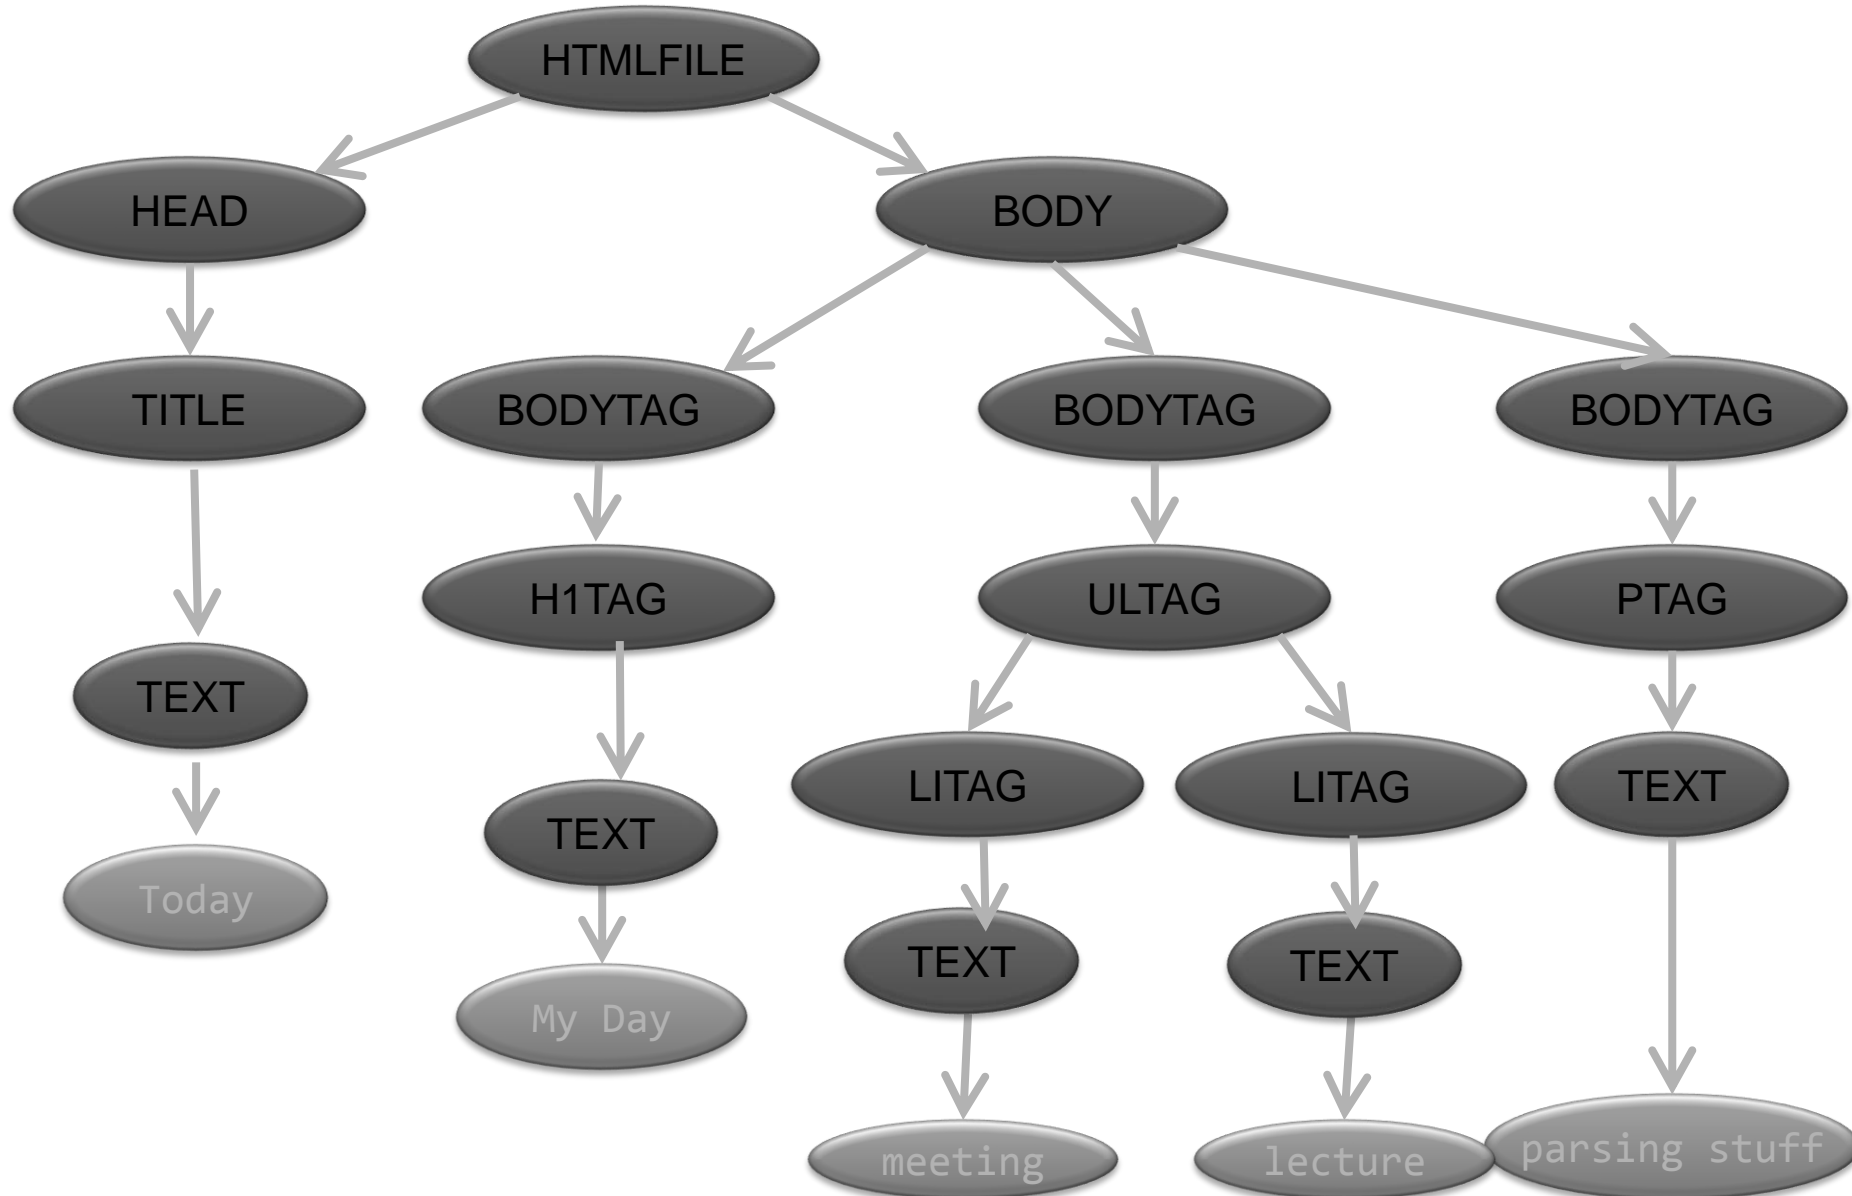 HTMLFILE
HEAD
BODY
TITLE
BODYTAG
BODYTAG
BODYTAG
H1TAG
ULTAG
PTAG
TEXT
LITAG
LITAG
TEXT
TEXT
Today
TEXT
TEXT
My Day
meeting
lecture
parsing stuff